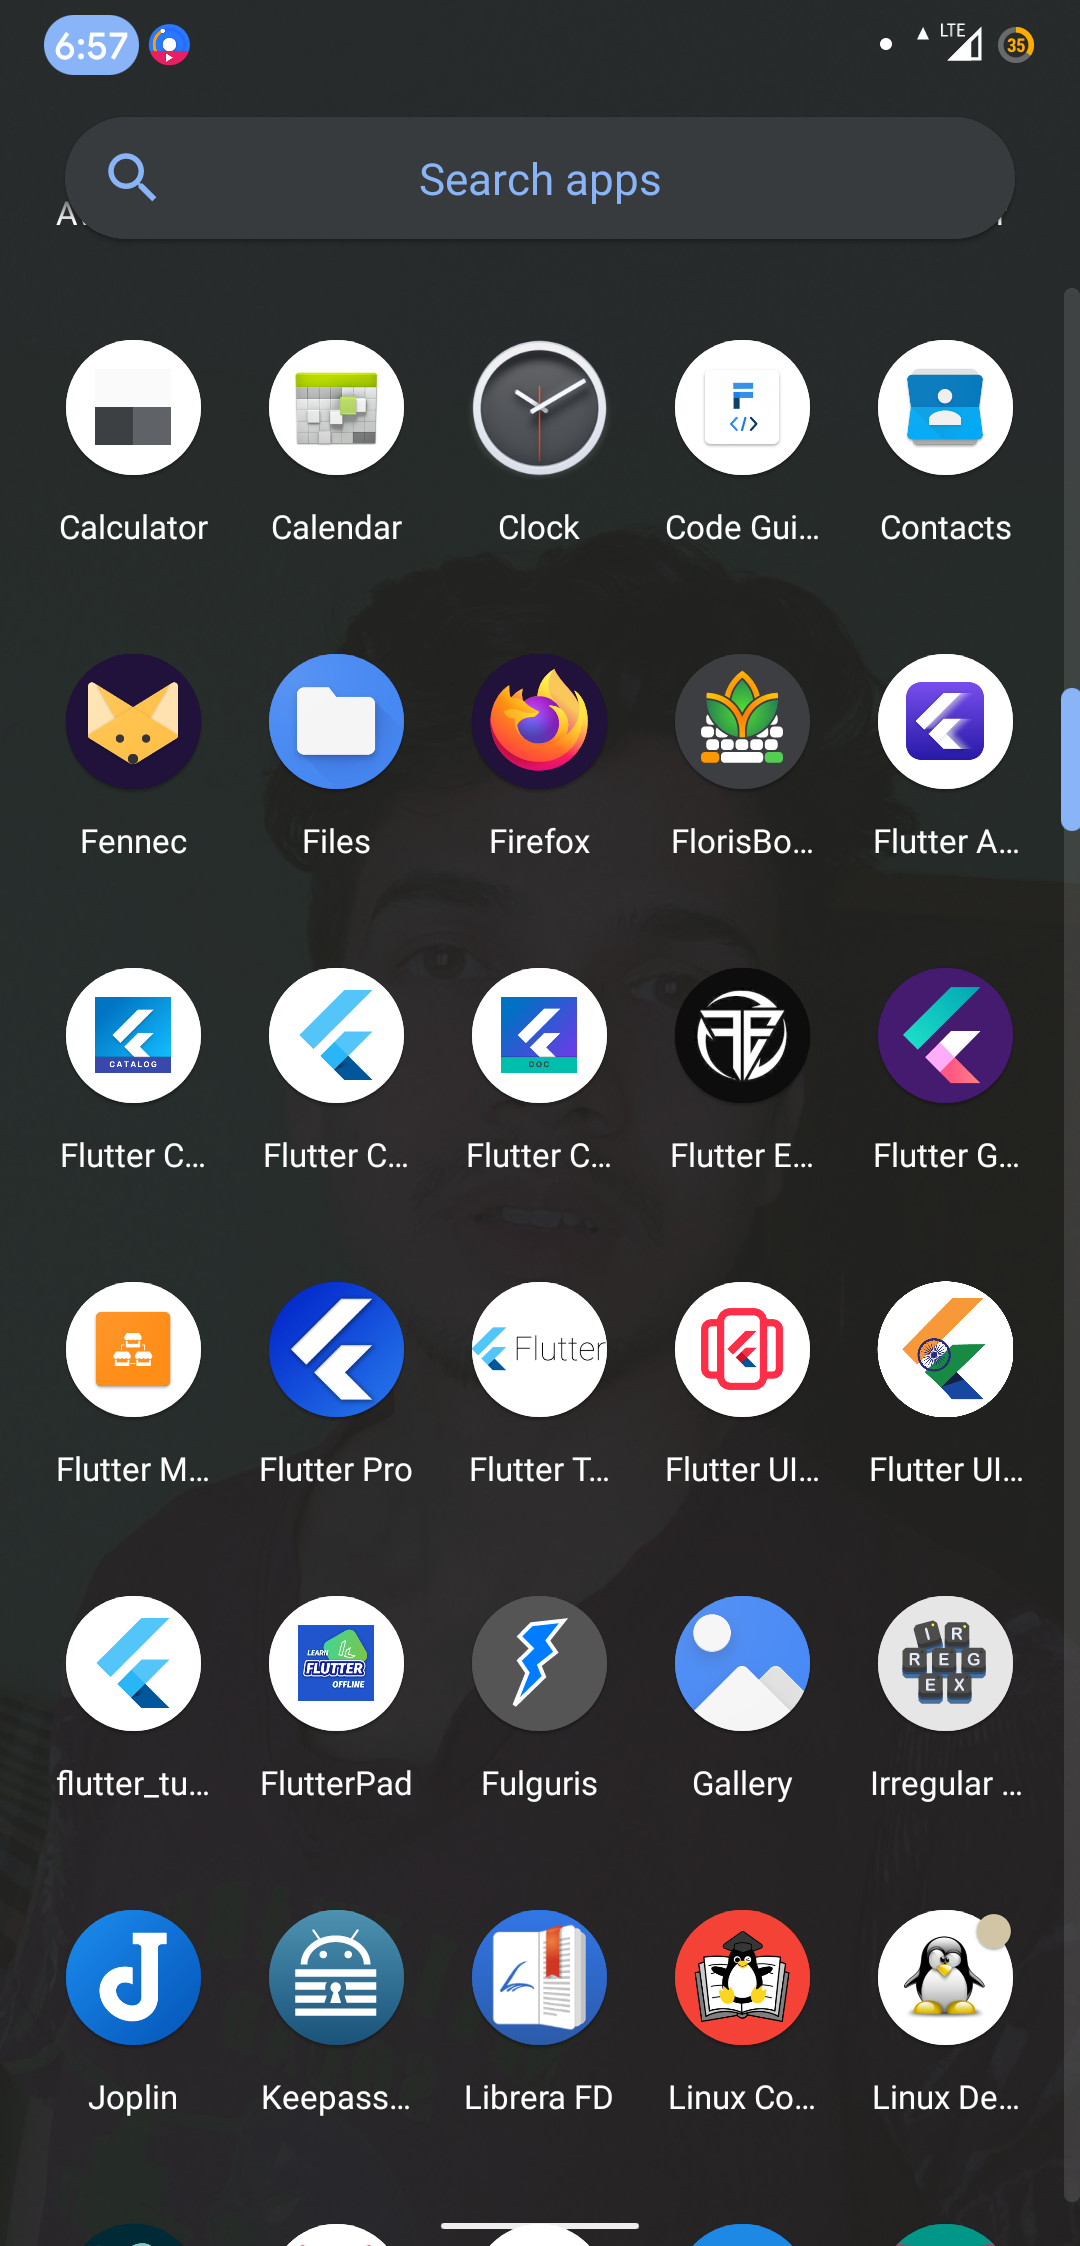 6:57
LTE
35
Search apps
Calculator
Calendar
Clock
Code Gui...
Contacts
Fennec
Files
Firefox
FlorisBo...
Flutter A...
CATALOG
DOC
Flutter C...
Flutter C...
Flutter C...
Flutter E...
Flutter G...
Flutter
Flutter M...
Flutter Pro
Flutter T...
Flutter UI...
Flutter UI...
LEARN
FLUTTER
OFFLINE
I R
R E G
E X
flutter_tu...
FlutterPad
Fulguris
Gallery
Irregular ...
Joplin
Keepass...
Librera FD
Linux Co...
Linux De...